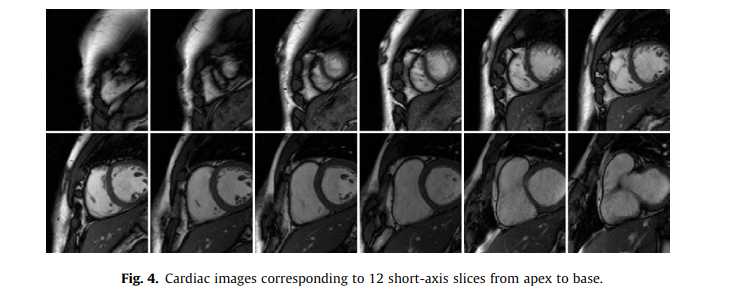 Fig. 4. Cardiac images corresponding to 12 short-axis slices from apex to base.